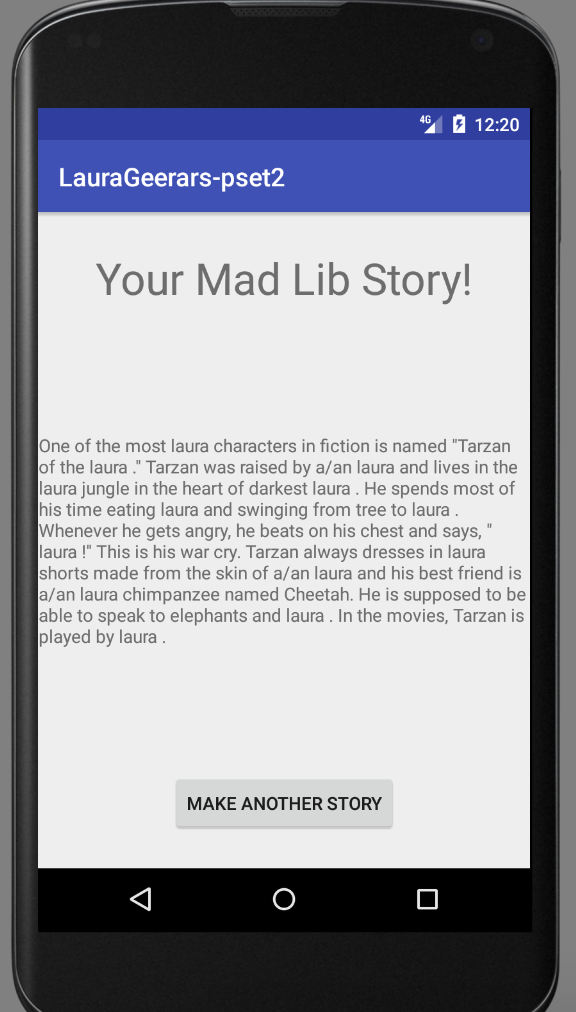 4G 12:20
LauraGeerars-pset2
Your Mad Lib Story!
One of the most laura characters in fiction is named "Tarzan
of the laura ." Tarzan was raised by a/an laura and lives in the
laura jungle in the heart of darkest laura . He spends most of
his time eating laura and swinging from tree to laura .
Whenever he gets angry, he beats on his chest and says, "
laura !" This is his war cry. Tarzan always dresses in laura
shorts made from the skin of a/an laura and his best friend is
a/an laura chimpanzee named Cheetah. He is supposed to be
able to speak to elephants and laura . In the movies, Tarzan is
played by laura .
MAKE ANOTHER STORY